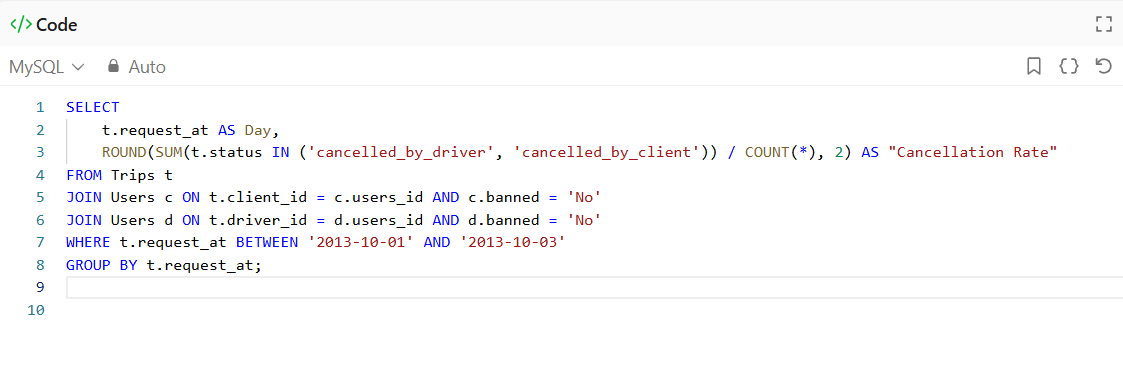 </> Code
MySQL Auto
1 SELECT
2 t.request_at AS Day,
3 ROUND(SUM(t.status IN ('cancelled_by_driver', 'cancelled_by_client')) / COUNT(*), 2) AS "Cancellation Rate"
4 FROM Trips t
5 JOIN Users c ON t.client_id = c.users_id AND c.banned = 'No'
6 JOIN Users d ON t.driver_id = d.users_id AND d.banned = 'No'
7 WHERE t.request_at BETWEEN '2013-10-01' AND '2013-10-03'
8 GROUP BY t.request_at;
9
10